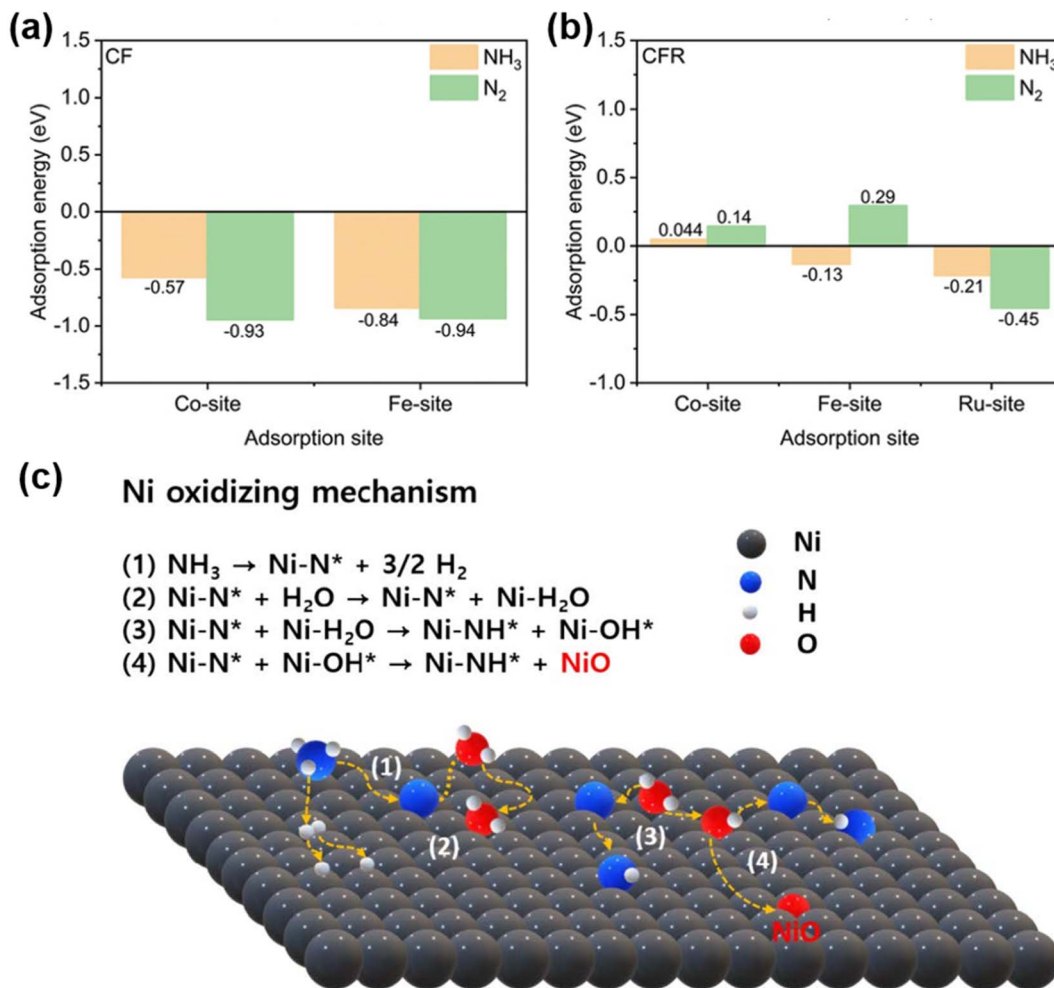 (a)
CF
NH₃
N₂
Adsorption energy (eV)
1.5
1.0
0.5
0.0
-0.5
-1.0
-1.5
-0.57
-0.93
-0.84
-0.94
Co-site
Fe-site
Adsorption site
(b)
CFR
NH₃
N₂
Adsorption energy (eV)
1.5
1.0
0.5
0.0
-0.5
-1.0
0.044
0.14
-0.13
0.29
-0.21
-0.45
Co-site
Fe-site
Ru-site
Adsorption site
(c)
Ni oxidizing mechanism
(1) NH₃ → Ni-N* + 3/2 H₂
(2) Ni-N* + H₂O → Ni-N* + Ni-H₂O
(3) Ni-N* + Ni-H₂O → Ni-NH* + Ni-OH*
(4) Ni-N* + Ni-OH* → Ni-NH* + NiO
Ni
N
H
O
(1)
(2)
(3)
(4)
NiO